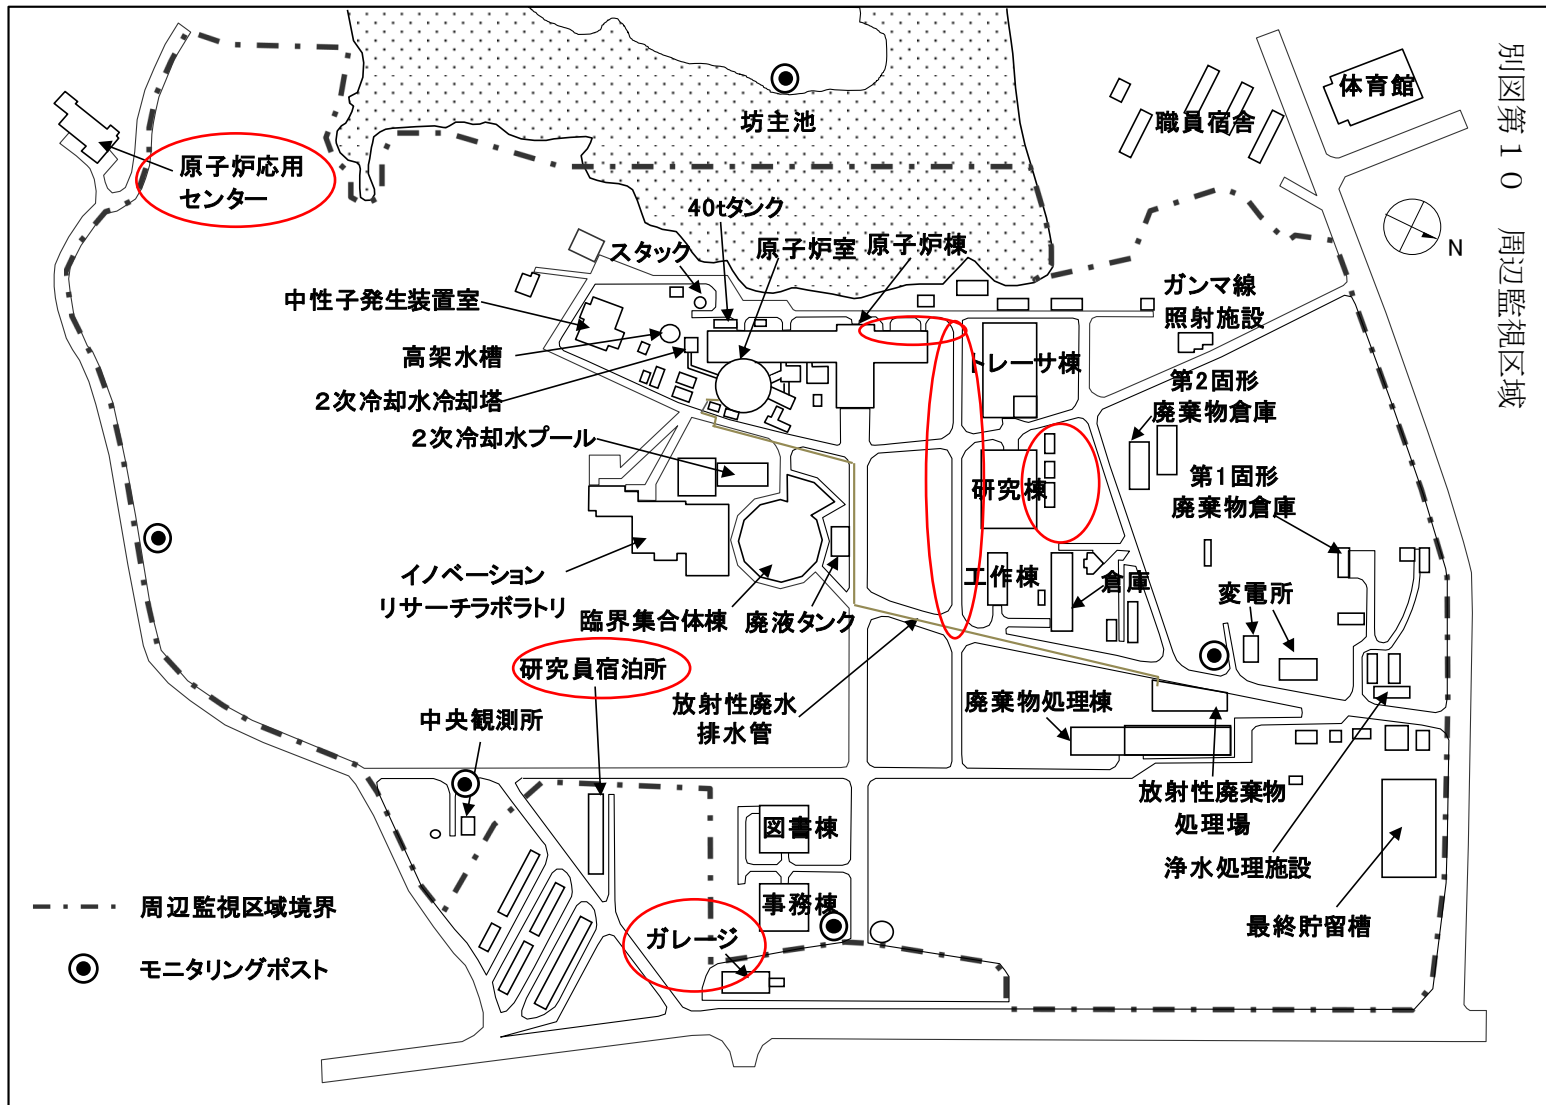 別図第１０　周辺監視区域
体育館
職員宿舎
坊主池
原子炉応用
センター
40tタンク
スタック
原子炉室
原子炉棟
N
中性子発生装置室
ガンマ線
照射施設
高架水槽
トレーサ棟
２次冷却水冷却塔
第2固形
廃棄物倉庫
２次冷却水プール
第1固形
廃棄物倉庫
研究棟
イノベーション
リサーチラボラトリ
工作棟
倉庫
変電所
臨界集合体棟
廃液タンク
研究員宿泊所
放射性廃水
排水管
廃棄物処理棟
中央観測所
放射性廃棄物
処理場
図書棟
浄水処理施設
周辺監視区域境界
事務棟
最終貯留槽
ガレージ
モニタリングポスト